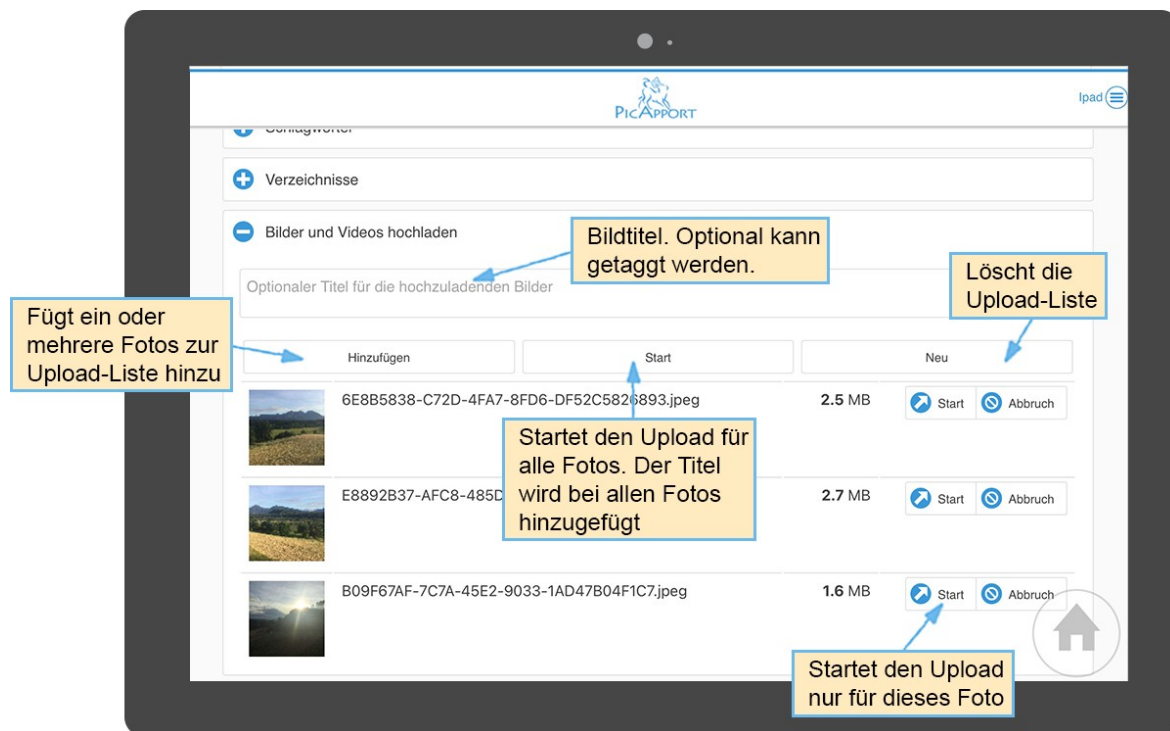 PICAPPORT
Ipad
Schlagwörter
Verzeichnisse
Bilder und Videos hochladen
Bildtitel. Optional kann
getaggt werden.
Löscht die
Upload-Liste
Optionaler Titel für die hochzuladenden Bilder
Fügt ein oder
mehrere Fotos zur
Upload-Liste hinzu
Hinzufügen
Start
Neu
6E8B5838-C72D-4FA7-8FD6-DF52C5826893.jpeg
2.5 MB
Start
Abbruch
Startet den Upload für
alle Fotos. Der Titel
wird bei allen Fotos
hinzugefügt
E8892B37-AFC8-485D
2.7 MB
Start
Abbruch
B09F67AF-7C7A-45E2-9033-1AD47B04F1C7.jpeg
1.6 MB
Start
Abbruch
Startet den Upload
nur für dieses Foto